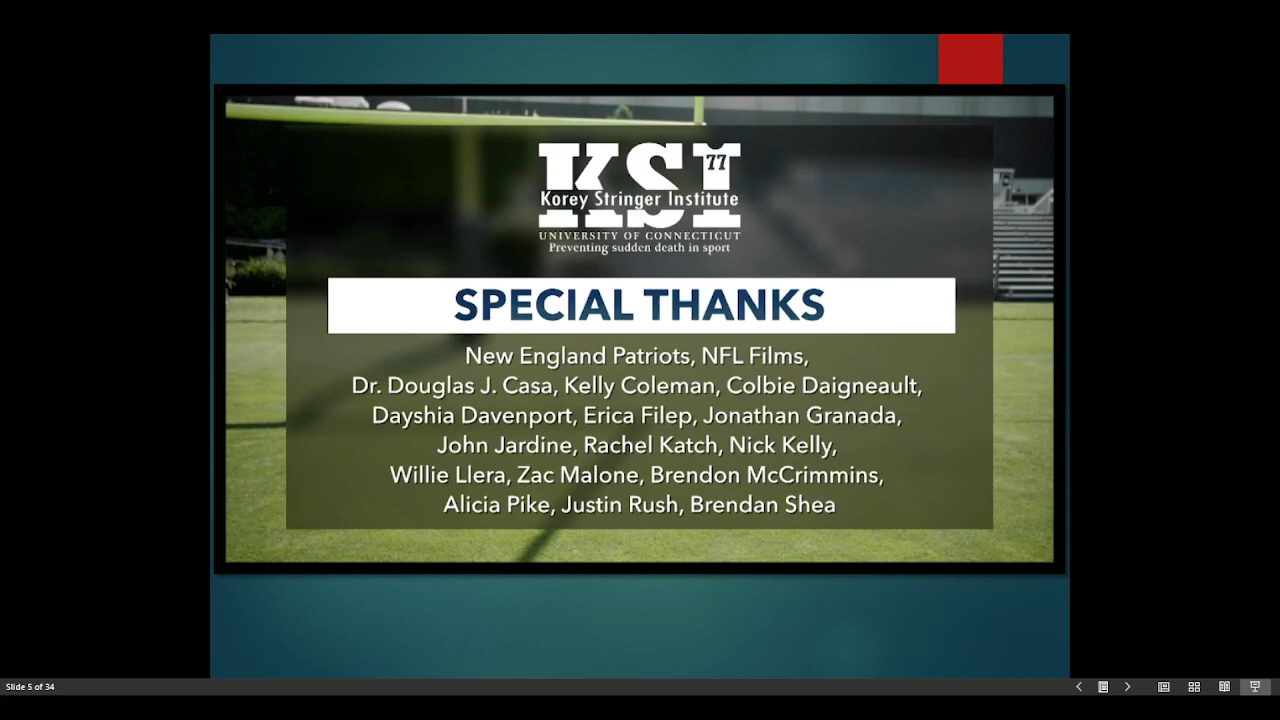 KSI
77
Korey Stringer Institute
UNIVERSITY OF CONNECTICUT
Preventing sudden death in sport
SPECIAL THANKS
New England Patriots, NFL Films,
Dr. Douglas J. Casa, Kelly Coleman, Colbie Daigneault,
Dayshia Davenport, Erica Filep, Jonathan Granada,
John Jardine, Rachel Katch, Nick Kelly,
Willie Llera, Zac Malone, Brendon McCrimmins,
Alicia Pike, Justin Rush, Brendan Shea
Slide 5 of 34